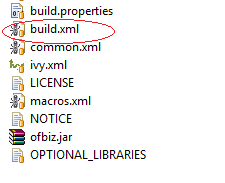 build.properties
build.xml
common.xml
ivy.xml
LICENSE
macros.xml
NOTICE
ofbiz.jar
OPTIONAL_LIBRARIES